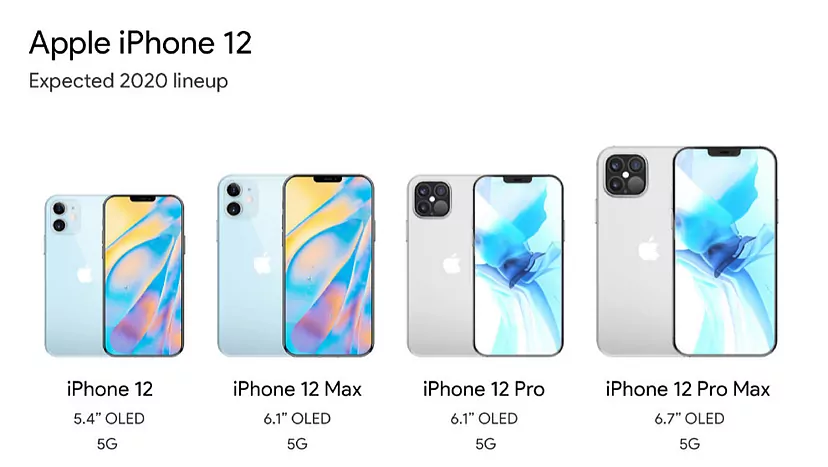 Apple iPhone 12
Expected 2020 lineup
iPhone 12
5.4” OLED
5G
iPhone 12 Max
6.1” OLED
5G
iPhone 12 Pro
6.1” OLED
5G
iPhone 12 Pro Max
6.7” OLED
5G